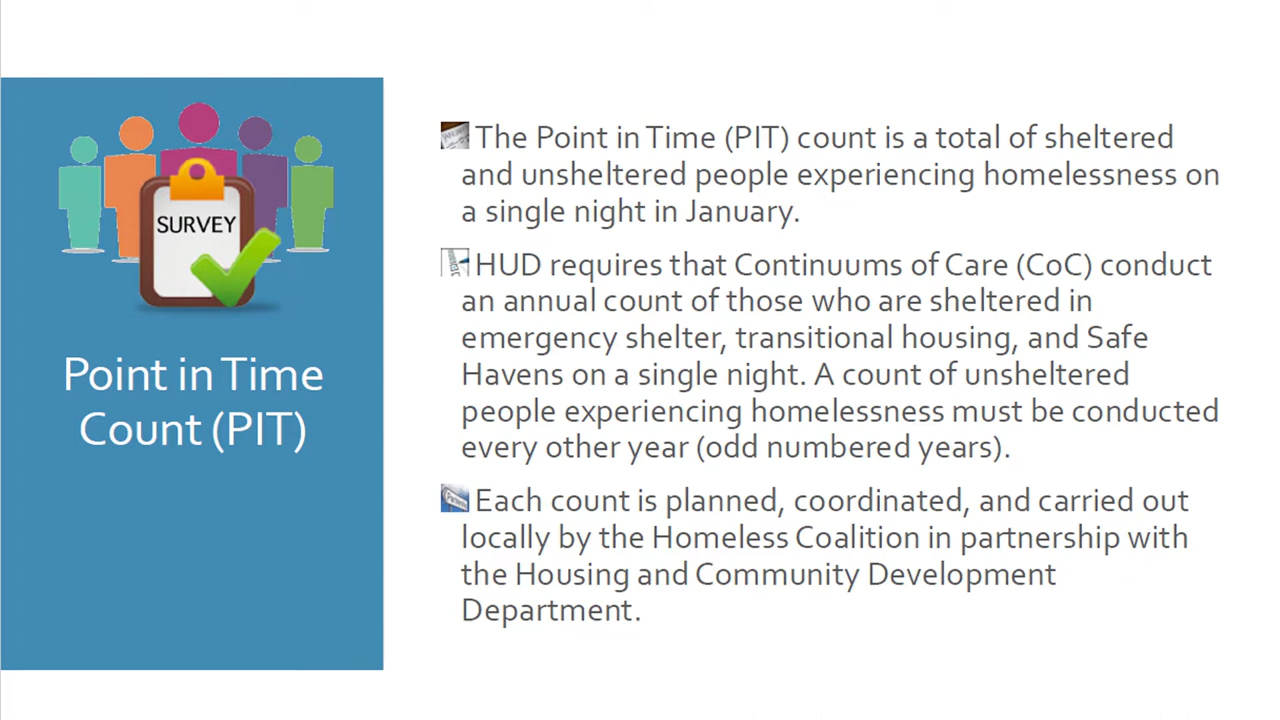 SURVEY
Point in Time
Count (PIT)
The Point in Time (PIT) count is a total of sheltered
and unsheltered people experiencing homelessness on
a single night in January.
HUD requires that Continuums of Care (CoC) conduct
an annual count of those who are sheltered in
emergency shelter, transitional housing, and Safe
Havens on a single night. A count of unsheltered
people experiencing homelessness must be conducted
every other year (odd numbered years).
Each count is planned, coordinated, and carried out
locally by the Homeless Coalition in partnership with
the Housing and Community Development
Department.